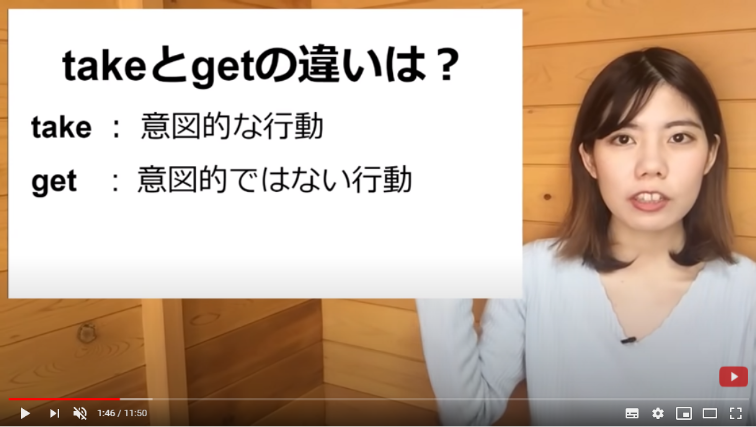 takeとgetの違いは？
take ： 意図的な行動
get ： 意図的ではない行動
1:46 / 11:50